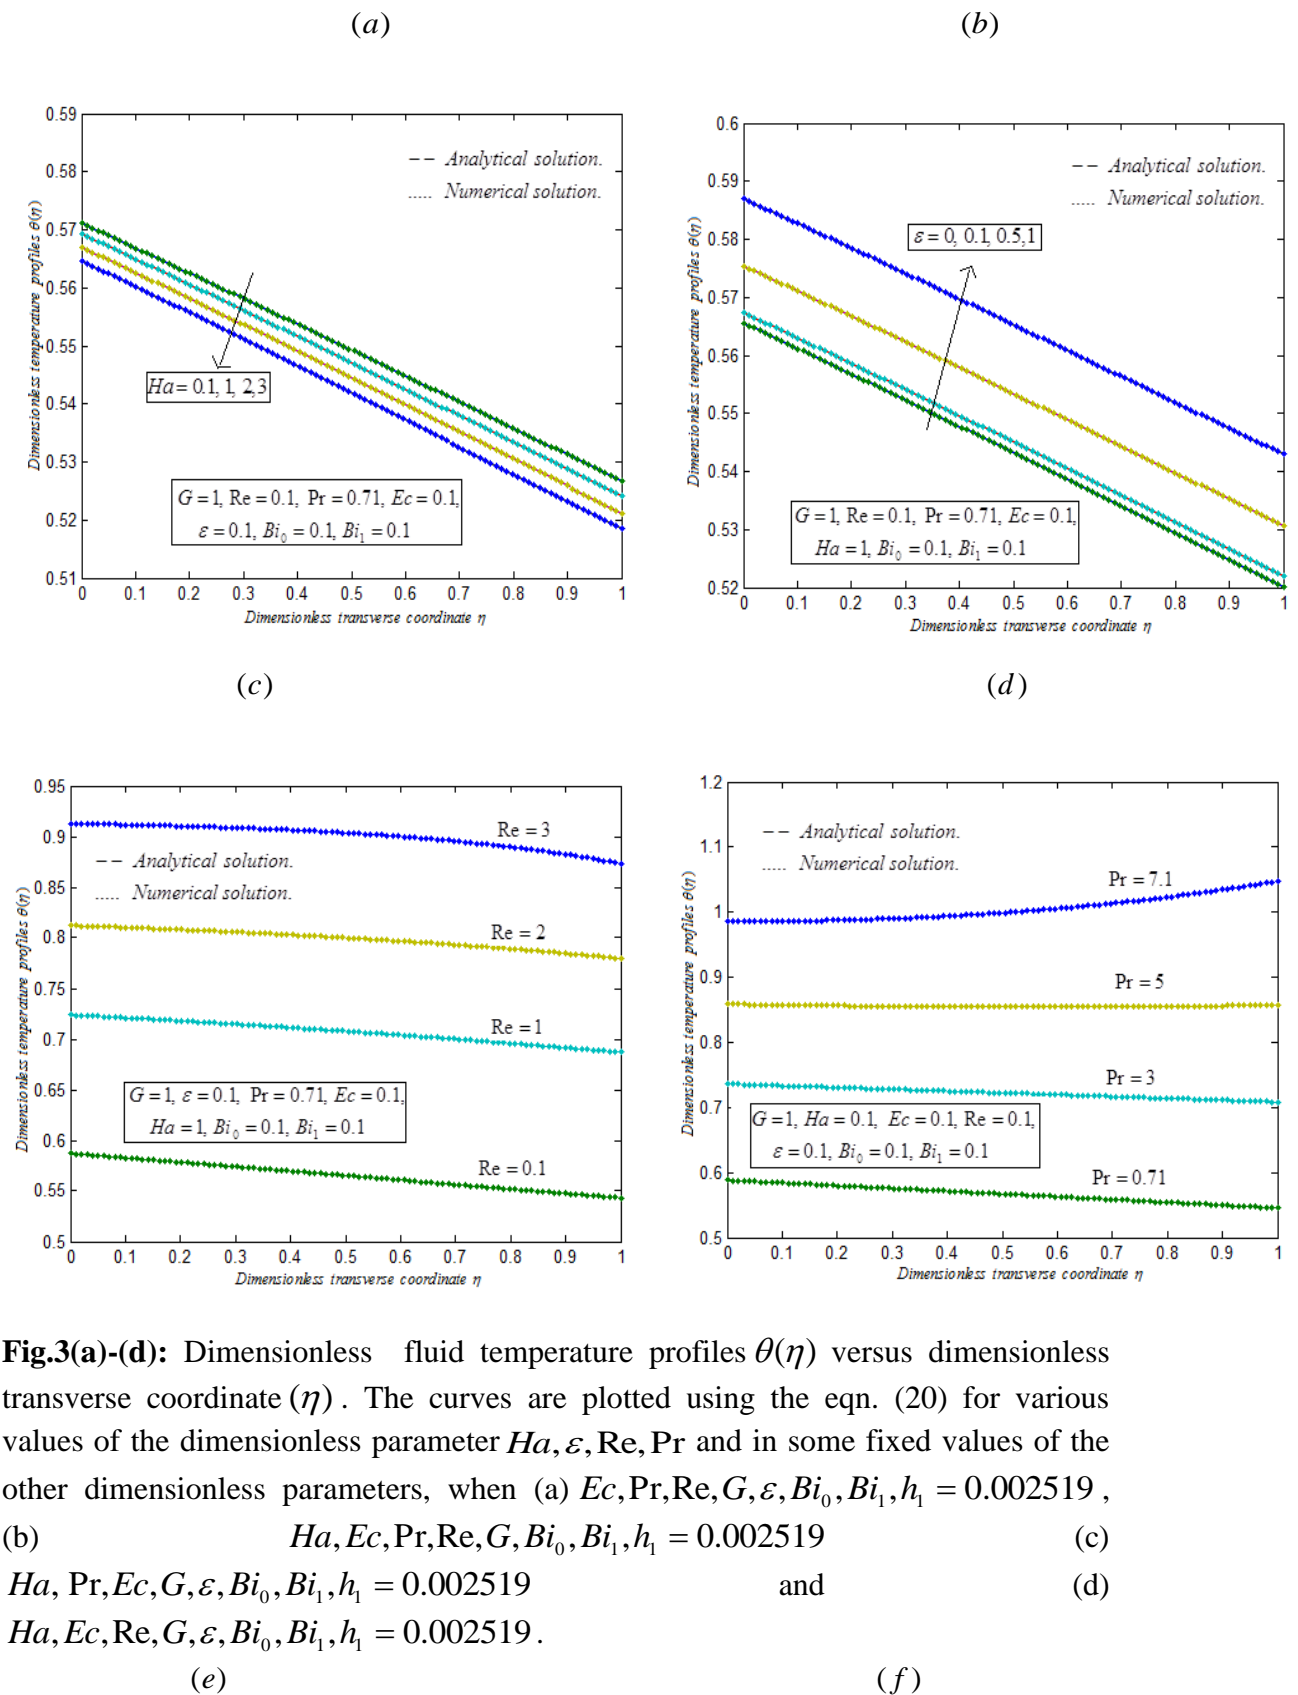 (a) (b)
0.59
0.58
0.57
0.56
0.55
0.54
0.53
0.52
0.51
Dimensionless temperature profiles θ(η)
-- Analytical solution.
..... Numerical solution.
Ha = 0.1, 1, 2,3
G = 1, Re = 0.1, Pr = 0.71, Ec = 0.1,
ε = 0.1, Bi₀ = 0.1, Bi₁ = 0.1
0 0.1 0.2 0.3 0.4 0.5 0.6 0.7 0.8 0.9 1
Dimensionless transverse coordinate η
0.6
0.59
0.58
0.57
0.56
0.55
0.54
0.53
0.52
Dimensionless temperature profiles θ(η)
-- Analytical solution.
..... Numerical solution.
ε = 0, 0.1, 0.5,1
G = 1, Re = 0.1, Pr = 0.71, Ec = 0.1,
Ha = 1, Bi₀ = 0.1, Bi₁ = 0.1
0 0.1 0.2 0.3 0.4 0.5 0.6 0.7 0.8 0.9 1
Dimensionless transverse coordinate η
(c) (d)
0.95
0.9
0.85
0.8
0.75
0.7
0.65
0.6
0.55
0.5
Dimensionless temperature profiles θ(η)
Re = 3
-- Analytical solution.
..... Numerical solution.
Re = 2
Re = 1
G = 1, ε = 0.1, Pr = 0.71, Ec = 0.1,
Ha = 1, Bi₀ = 0.1, Bi₁ = 0.1
Re = 0.1
0 0.1 0.2 0.3 0.4 0.5 0.6 0.7 0.8 0.9 1
Dimensionless transverse coordinate η
1.2
1.1
1
0.9
0.8
0.7
0.6
0.5
Dimensionless temperature profiles θ(η)
-- Analytical solution.
..... Numerical solution.
Pr = 7.1
Pr = 5
Pr = 3
G = 1, Ha = 0.1, Ec = 0.1, Re = 0.1,
ε = 0.1, Bi₀ = 0.1, Bi₁ = 0.1
Pr = 0.71
0 0.1 0.2 0.3 0.4 0.5 0.6 0.7 0.8 0.9 1
Dimensionless transverse coordinate η
Fig.3(a)-(d): Dimensionless fluid temperature profiles θ(η) versus dimensionless
transverse coordinate (η). The curves are plotted using the eqn. (20) for various
values of the dimensionless parameter Ha, ε, Re, Pr and in some fixed values of the
other dimensionless parameters, when (a) Ec, Pr, Re, G, ε, Bi₀, Bi₁, h₁ = 0.002519 ,
(b) Ha, Ec, Pr, Re, G, Bi₀, Bi₁, h₁ = 0.002519 (c)
Ha, Pr, Ec, G, ε, Bi₀, Bi₁, h₁ = 0.002519 and (d)
Ha, Ec, Re, G, ε, Bi₀, Bi₁, h₁ = 0.002519 .
(e) (f)